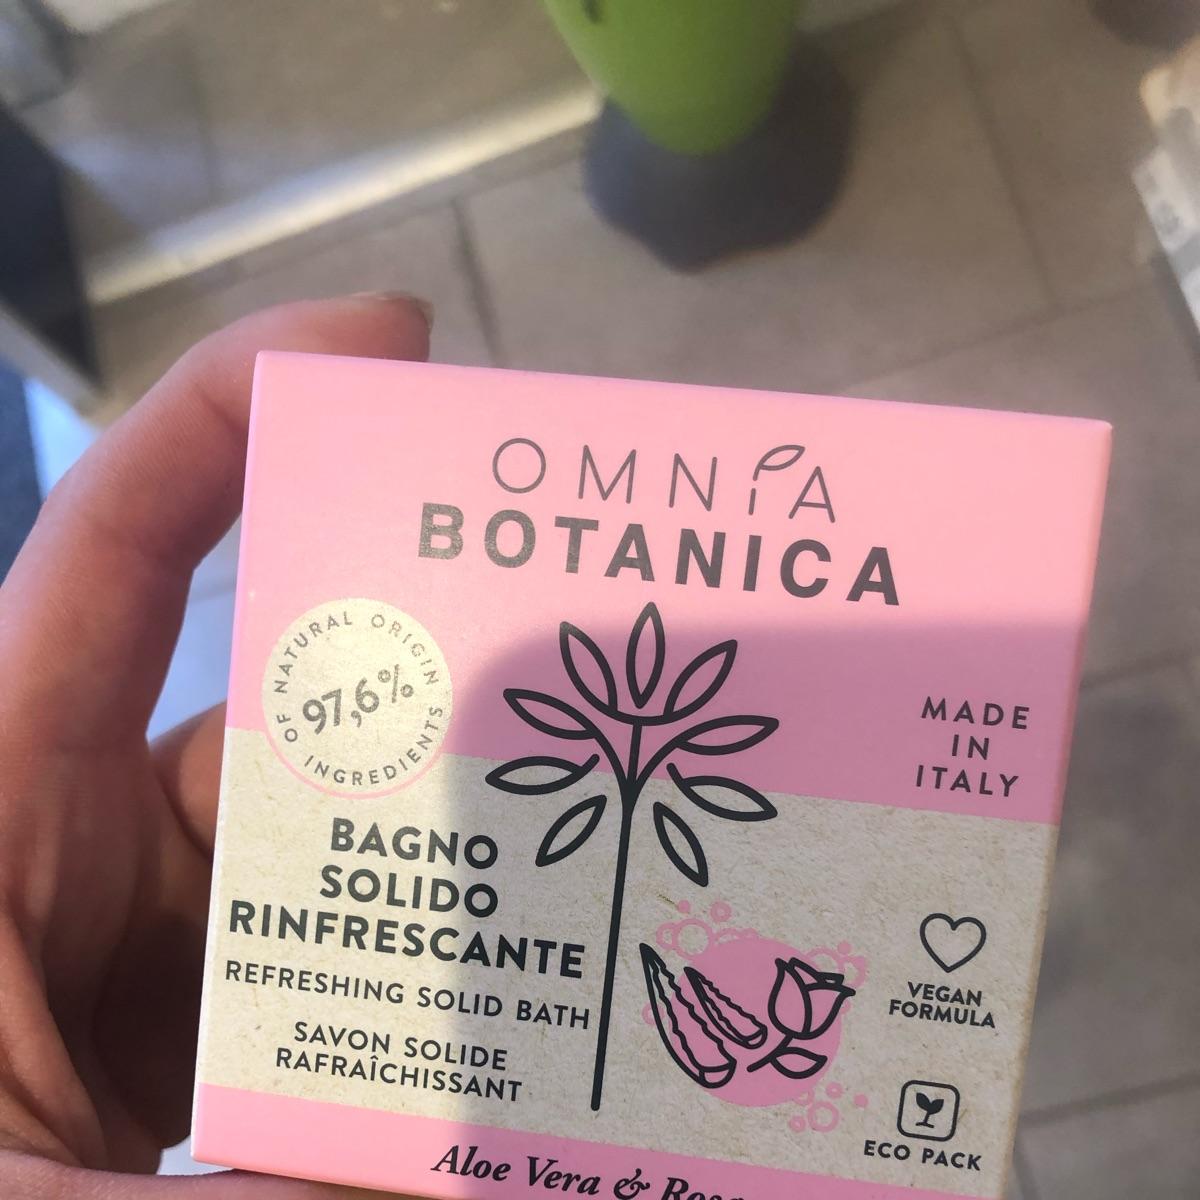 OMNIA
BOTANICA
97,6%
OF NATURAL ORIGIN INGREDIENTS
MADE
IN
ITALY
BAGNO
SOLIDO
RINFRESCANTE
REFRESHING SOLID BATH
SAVON SOLIDE
RAFRAÎCHISSANT
VEGAN
FORMULA
ECO PACK
Aloe Vera &